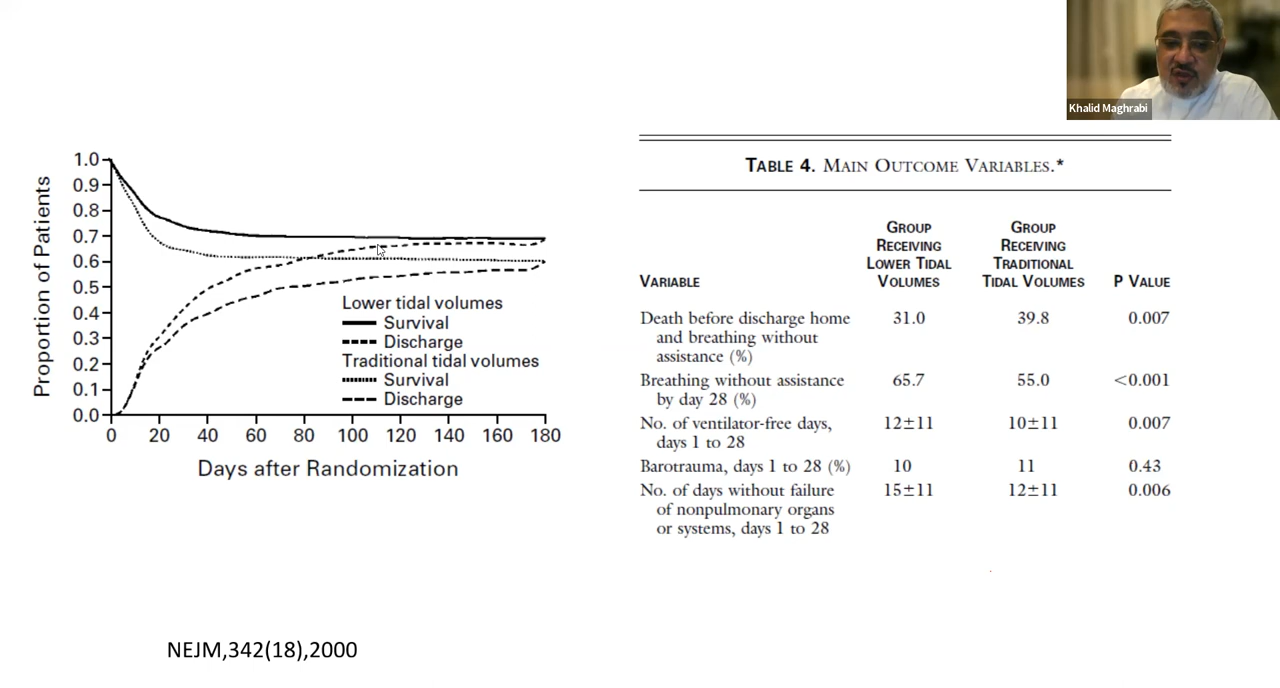 Khalid Maghrabi
Proportion of Patients
1.0
0.9
0.8
0.7
0.6
0.5
0.4
0.3
0.2
0.1
0.0
Lower tidal volumes
Survival
Discharge
Traditional tidal volumes
Survival
Discharge
0 20 40 60 80 100 120 140 160 180
Days after Randomization
TABLE 4. MAIN OUTCOME VARIABLES.*
VARIABLE
GROUP
RECEIVING
LOWER TIDAL
VOLUMES
GROUP
RECEIVING
TRADITIONAL
TIDAL VOLUMES
P VALUE
Death before discharge home 31.0 39.8 0.007
and breathing without
assistance (%)
Breathing without assistance 65.7 55.0 <0.001
by day 28 (%)
No. of ventilator-free days, 12±11 10±11 0.007
days 1 to 28
Barotrauma, days 1 to 28 (%) 10 11 0.43
No. of days without failure 15±11 12±11 0.006
of nonpulmonary organs
or systems, days 1 to 28
NEJM,342(18),2000